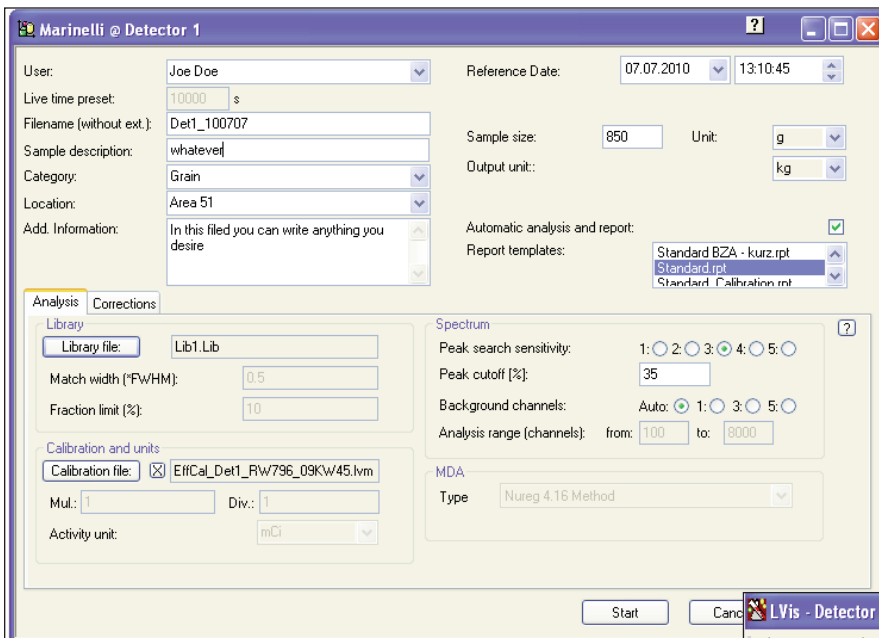 Marinelli @ Detector 1
?
User: Joe Doe
Reference Date: 07.07.2010 13:10:45
Live time preset: 10000 s
Filename (without ext.): Det1_100707
Sample size: 850 Unit: g
Sample description: whatever
Output unit:: kg
Category: Grain
Location: Area 51
Add. Information: In this filed you can write anything you
desire
Automatic analysis and report:
Report templates: Standard BZA - kurz.rpt
Standard.rpt
Standard_Calibration.rpt
Analysis Corrections
Library
Library file: Lib1.Lib
Match width (*FWHM): 0.5
Fraction limit (%): 10
Spectrum
?
Peak search sensitivity: 1: 2: 3: 4: 5:
Peak cutoff [%]: 35
Background channels: Auto: 1: 3: 5:
Analysis range (channels): from: 100 to: 8000
Calibration and units
Calibration file: EffCal_Det1_RW796_09KW45.lvm
Mul.: 1 Div.: 1
Activity unit: mCi
MDA
Type Nureg 4.16 Method
Start Canc
LVis - Detector